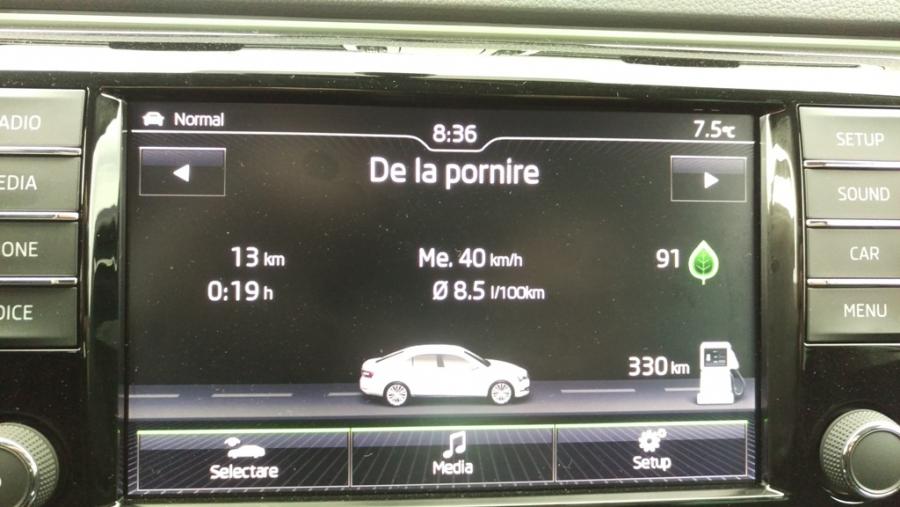 Normal
8:36
7.5°C
De la pornire
13 km
Me. 40 km/h
91
0:19 h
Ø 8.5 l/100km
330 km
Selectare
Media
Setup
ADIO
EDIA
ONE
OICE
SETUP
SOUND
CAR
MENU